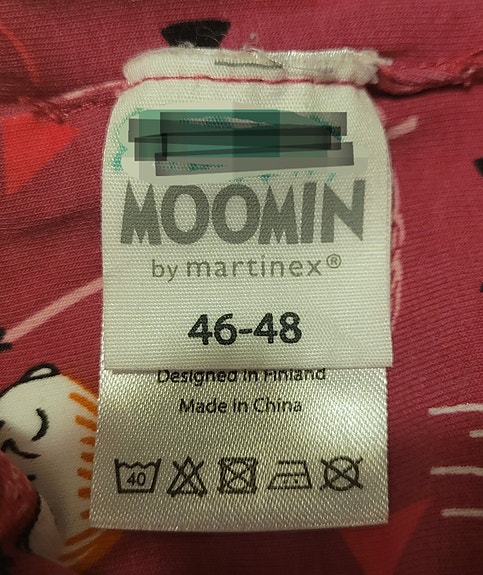 MOOMIN
by martinex®
46-48
Designed in Finland
Made in China
40